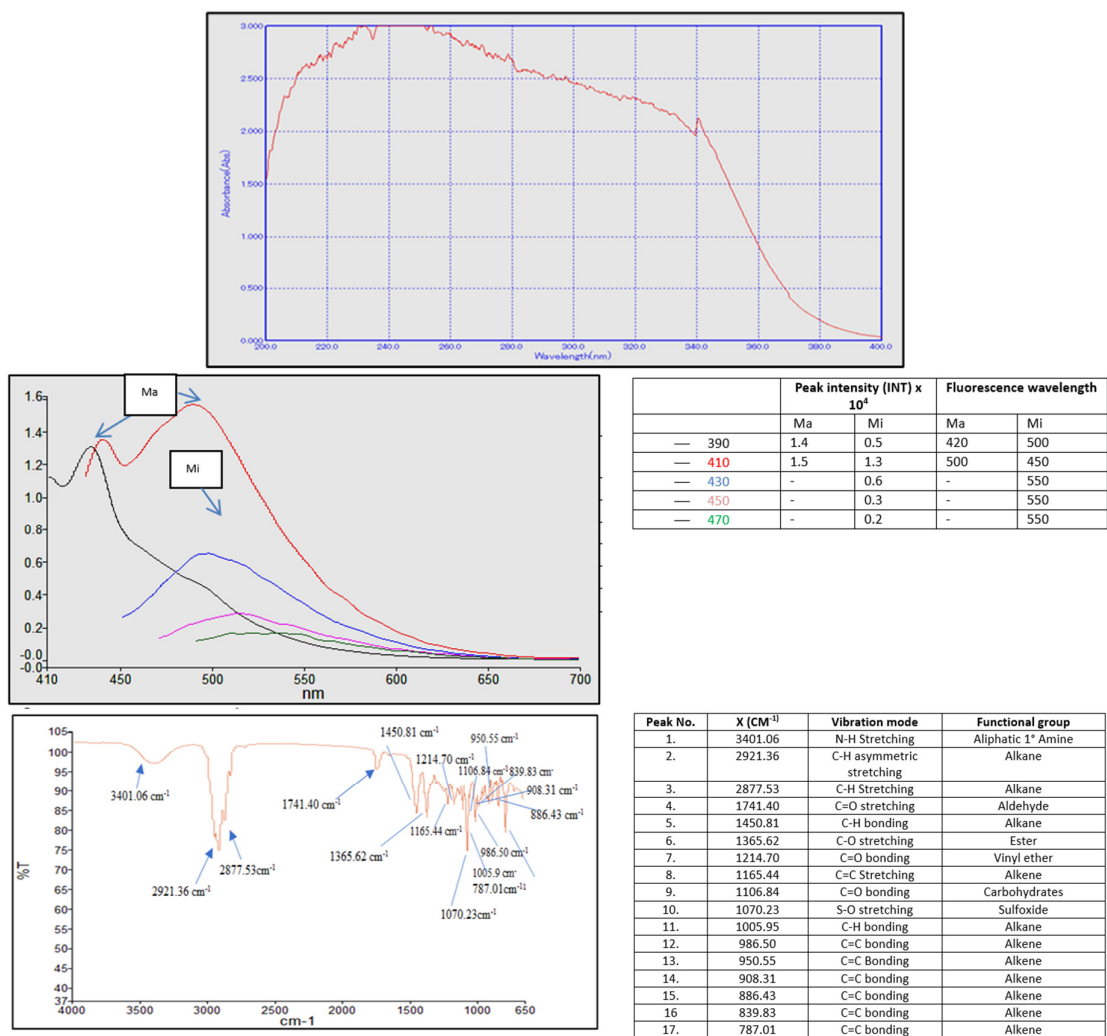 3.000
2.500
2.000
1.500
1.000
0.500
0.000
Absorbance(Abs)
200.0 220.0 240.0 260.0 280.0 300.0 320.0 340.0 360.0 380.0 400.0
Wavelength(nm)
Ma
Mi
1.6
1.4
1.2
1.0
0.8
0.6
0.4
0.2
-0.0
-0.0
410 450 500 550 600 650 700
nm
Peak intensity (INT) x 10⁴ Fluorescence wavelength
Ma Mi Ma Mi
— 390 1.4 0.5 420 500
— 410 1.5 1.3 500 450
— 430 - 0.6 - 550
— 450 - 0.3 - 550
— 470 - 0.2 - 550
105
100
95
90
85
80
75
70
65
60
55
50
45
40
37
%T
4000 3000 2000 1500 1000 650
cm-1
3401.06 cm⁻¹
2921.36 cm⁻¹
2877.53cm⁻¹
1741.40 cm⁻¹
1450.81 cm⁻¹
1365.62 cm⁻¹
1214.70 cm⁻¹
1165.44 cm⁻¹
1106.84 cm⁻¹
1070.23cm⁻¹
1005.9 cm⁻
986.50 cm⁻¹
950.55 cm⁻¹
908.31 cm⁻¹
886.43 cm⁻¹
839.83 cm⁻
787.01cm⁻¹¹
Peak No. X (CM⁻¹) Vibration mode Functional group
1. 3401.06 N-H Stretching Aliphatic 1° Amine
2. 2921.36 C-H asymmetric stretching Alkane
3. 2877.53 C-H Stretching Alkane
4. 1741.40 C=O stretching Aldehyde
5. 1450.81 C-H bonding Alkane
6. 1365.62 C-O stretching Ester
7. 1214.70 C=O bonding Vinyl ether
8. 1165.44 C=C Stretching Alkene
9. 1106.84 C=O bonding Carbohydrates
10. 1070.23 S-O stretching Sulfoxide
11. 1005.95 C-H bonding Alkane
12. 986.50 C=C bonding Alkene
13. 950.55 C=C Bonding Alkene
14. 908.31 C=C bonding Alkene
15. 886.43 C=C bonding Alkene
16 839.83 C=C bonding Alkene
17. 787.01 C=C bonding Alkene